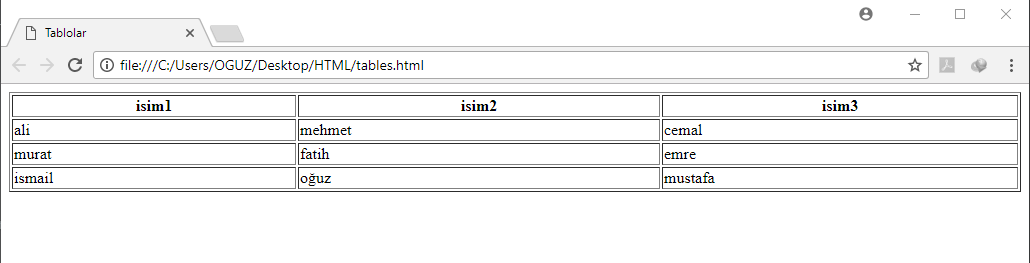 Tablolar
file:///C:/Users/OGUZ/Desktop/HTML/tables.html
isim1 isim2 isim3
ali mehmet cemal
murat fatih emre
ismail oğuz mustafa